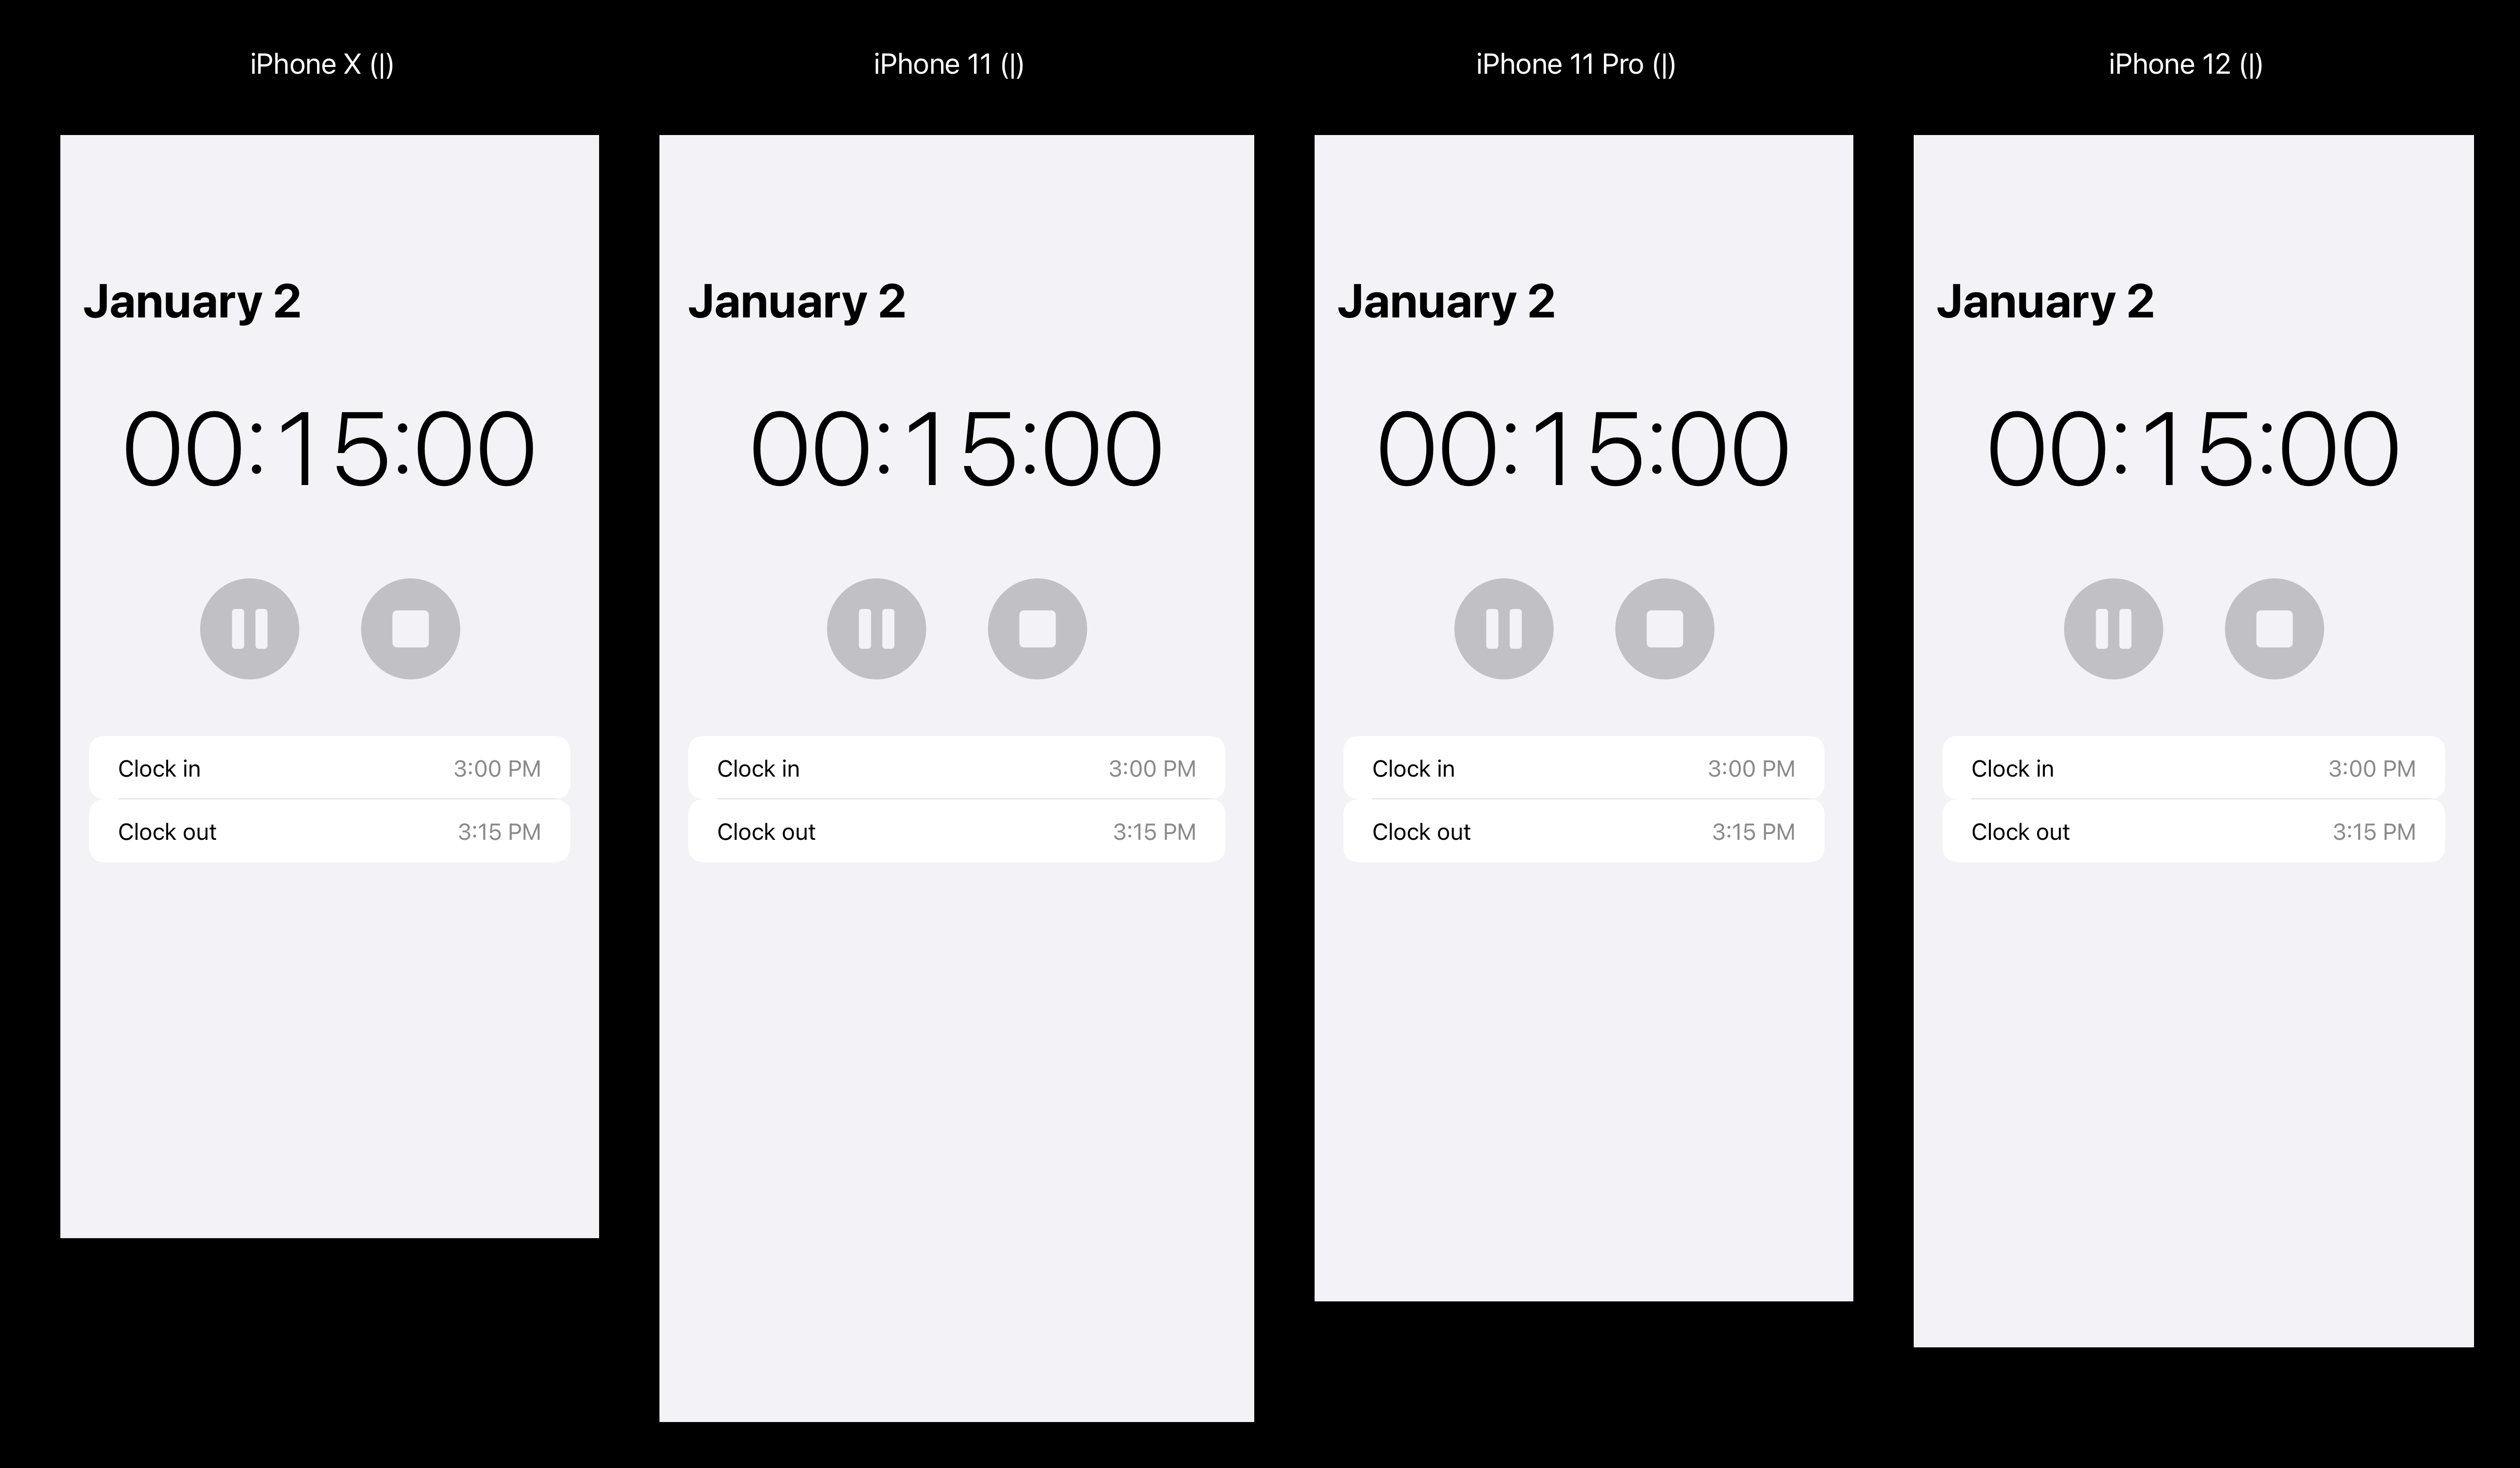 iPhone X (|)
January 2
00:15:00
Clock in 3:00 PM
Clock out 3:15 PM
iPhone 11 (|)
January 2
00:15:00
Clock in 3:00 PM
Clock out 3:15 PM
iPhone 11 Pro (|)
January 2
00:15:00
Clock in 3:00 PM
Clock out 3:15 PM
iPhone 12 (|)
January 2
00:15:00
Clock in 3:00 PM
Clock out 3:15 PM